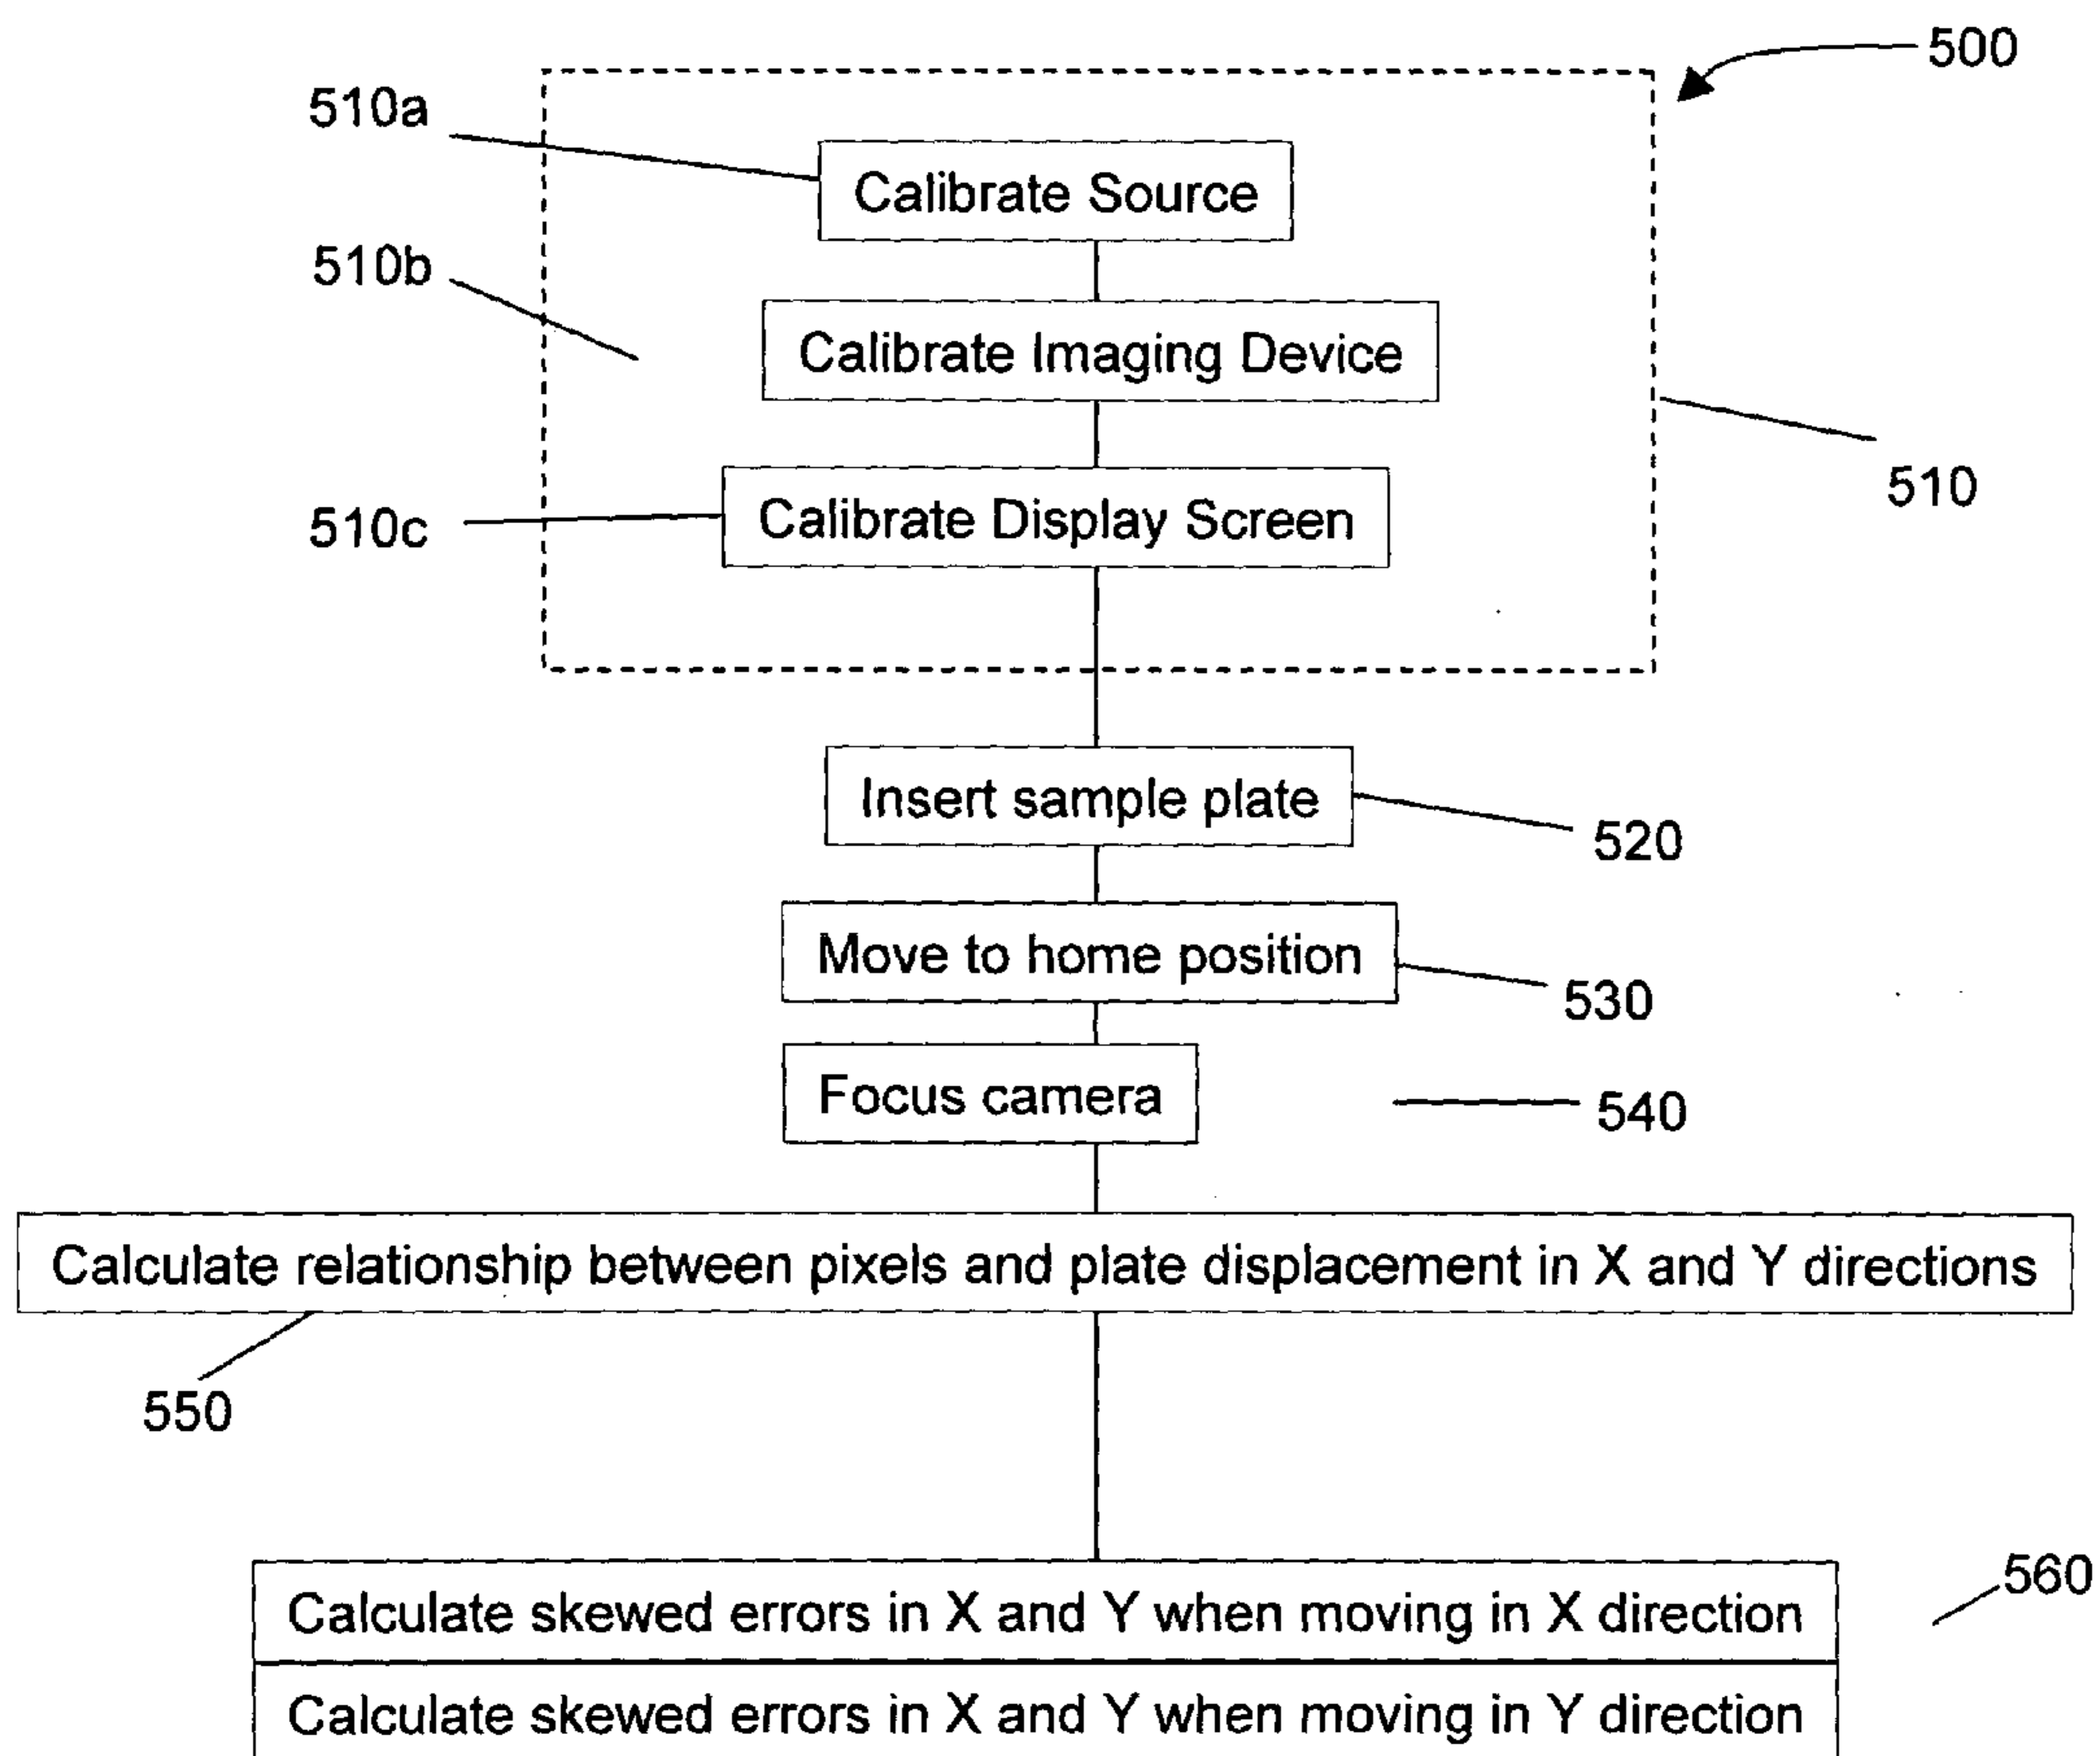 500
510a
Calibrate Source
510b
Calibrate Imaging Device
510
510c
Calibrate Display Screen
Insert sample plate
520
Move to home position
530
Focus camera
540
Calculate relationship between pixels and plate displacement in X and Y directions
550
560
Calculate skewed errors in X and Y when moving in X direction
Calculate skewed errors in X and Y when moving in Y direction